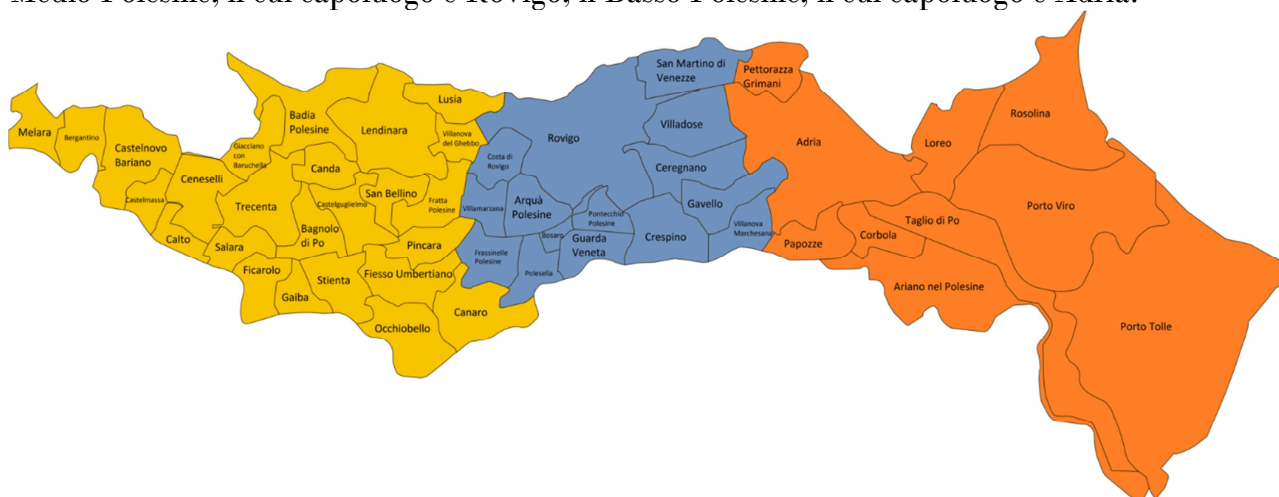 Medio Polesine, il cui capoluogo è Rovigo; il Basso Polesine, il cui capoluogo è Adria.
San Martino di
Venezze
Pettorazza
Grimani
Melara
Bergantino
Castelnovo
Bariano
Badia
Polesine
Lusia
Lendinara
Villanova
del Ghebbo
Rovigo
Villadose
Adria
Loreo
Rosolina
Giacciano
con
Baruchella
Ceneselli
Canda
Costa di
Rovigo
Ceregnano
Castelmassa
Trecenta
Castelguglielmo
San Bellino
Fratta
Polesine
Villamarzana
Arquà
Polesine
Pontecchio
Polesine
Gavello
Villanova
Marchesana
Porto Viro
Taglio di Po
Calto
Salara
Bagnolo
di Po
Pincara
Bosaro
Guarda
Veneta
Crespino
Papozze
Corbola
Ficarolo
Stienta
Fiesso Umbertiano
Frassinelle
Polesine
Polesella
Gaiba
Ariano nel Polesine
Canaro
Occhiobello
Porto Tolle